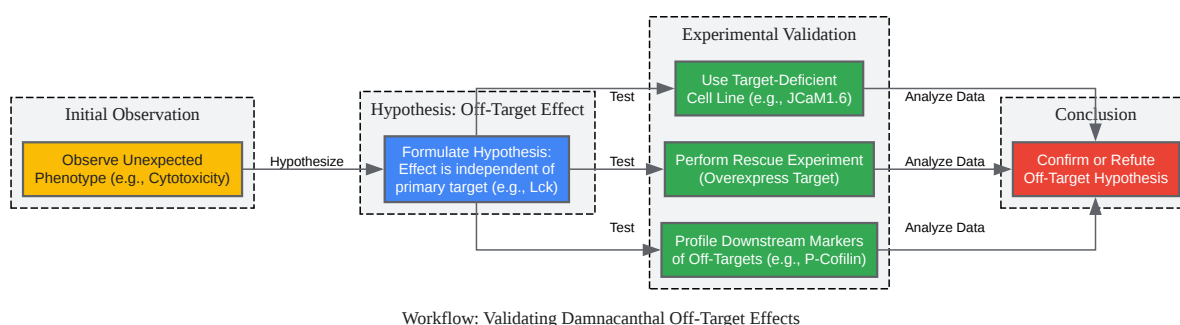 Initial Observation
Observe Unexpected
Phenotype (e.g., Cytotoxicity)
Hypothesize
Hypothesis: Off-Target Effect
Formulate Hypothesis:
Effect is independent of
primary target (e.g., Lck)
Test
Test
Test
Experimental Validation
Use Target-Deficient
Cell Line (e.g., JCaM1.6)
Perform Rescue Experiment
(Overexpress Target)
Profile Downstream Markers
of Off-Targets (e.g., P-Cofilin)
Analyze Data
Analyze Data
Analyze Data
Conclusion
Confirm or Refute
Off-Target Hypothesis
Workflow: Validating Damnacanthal Off-Target Effects